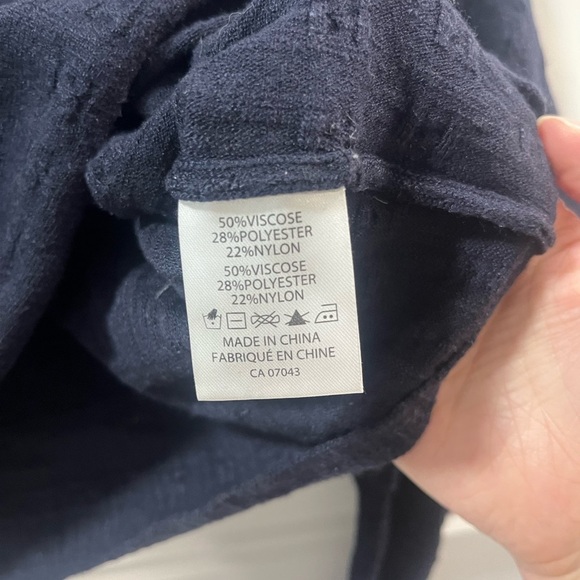 50%VISCOSE
28%POLYESTER
22%NYLON
50%VISCOSE
28%POLYESTER
22%NYLON
MADE IN CHINA
FABRIQUÉ EN CHINE
CA 07043